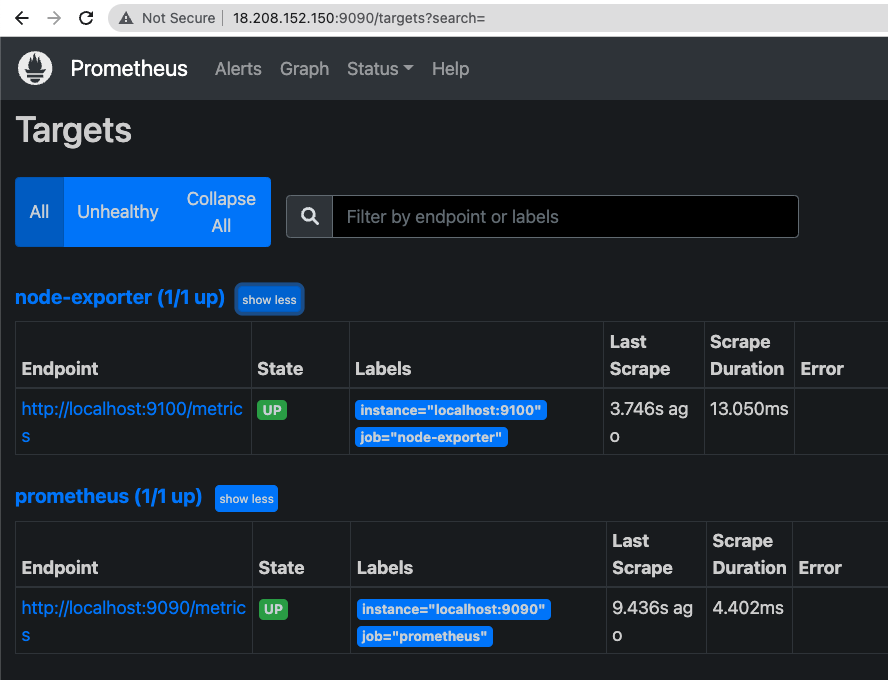 Not Secure 18.208.152.150:9090/targets?search=
Prometheus Alerts Graph Status Help
Targets
All Unhealthy Collapse
All
Filter by endpoint or labels
node-exporter (1/1 up) show less
Endpoint State Labels Last
Scrape Scrape
Duration Error
http://localhost:9100/metric
s UP instance="localhost:9100"
job="node-exporter" 3.746s ag
o 13.050ms
prometheus (1/1 up) show less
Endpoint State Labels Last
Scrape Scrape
Duration Error
http://localhost:9090/metric
s UP instance="localhost:9090"
job="prometheus" 9.436s ag
o 4.402ms